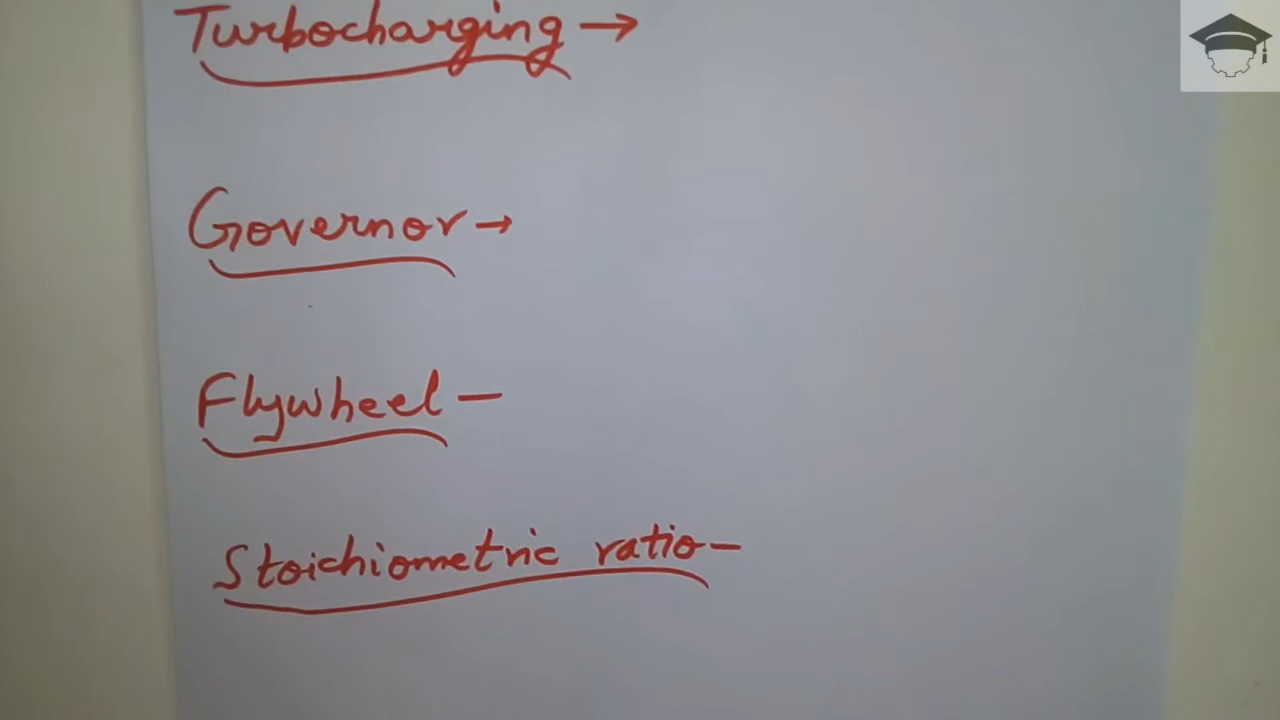 Turbocharging →
Governor →
Flywheel —
Stoichiometric ratio —